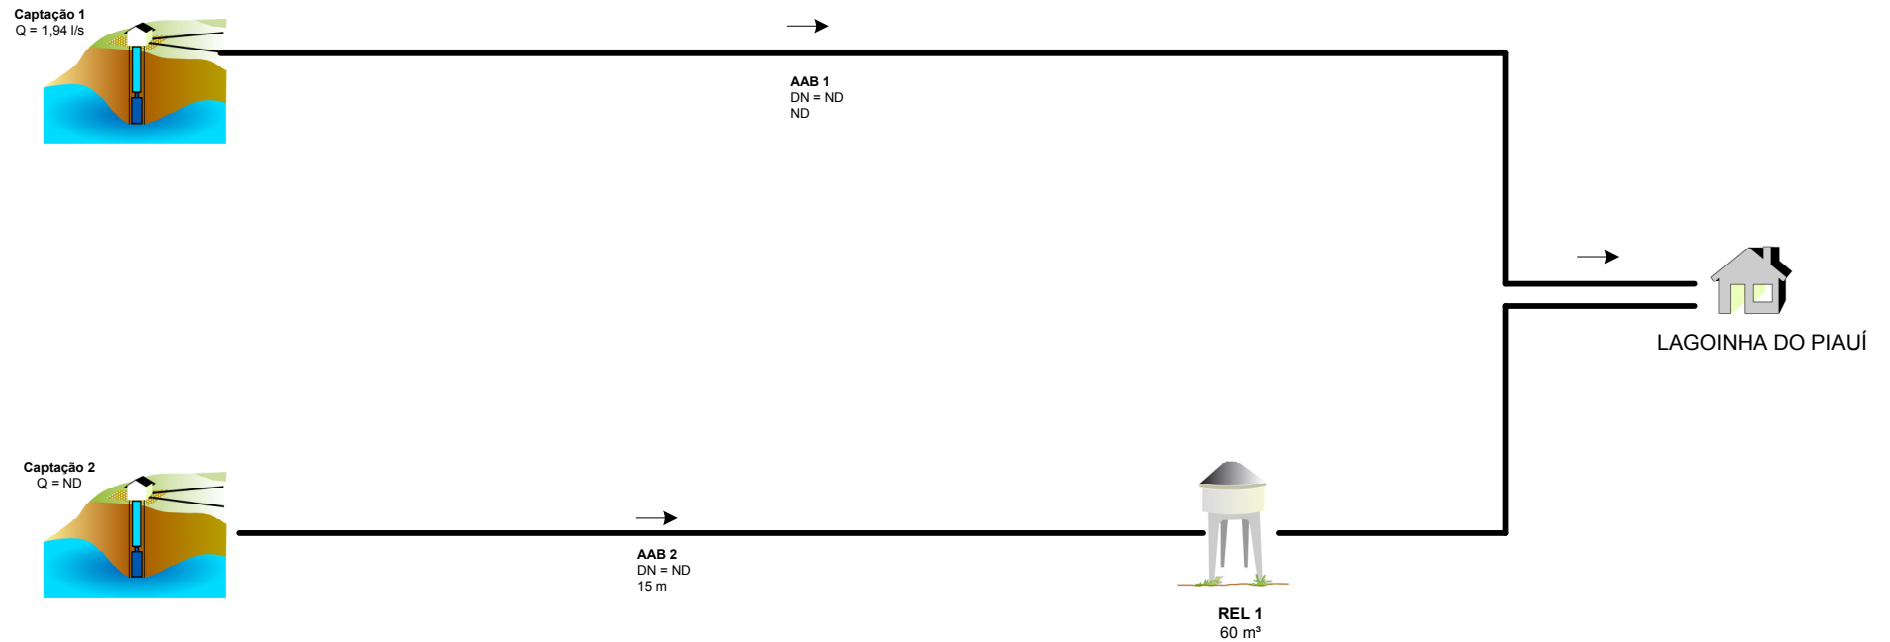 Captação 1
Q = 1,94 l/s
AAB 1
DN = ND
ND
LAGOINHA DO PIAUÍ
Captação 2
Q = ND
AAB 2
DN = ND
15 m
REL 1
60 m³